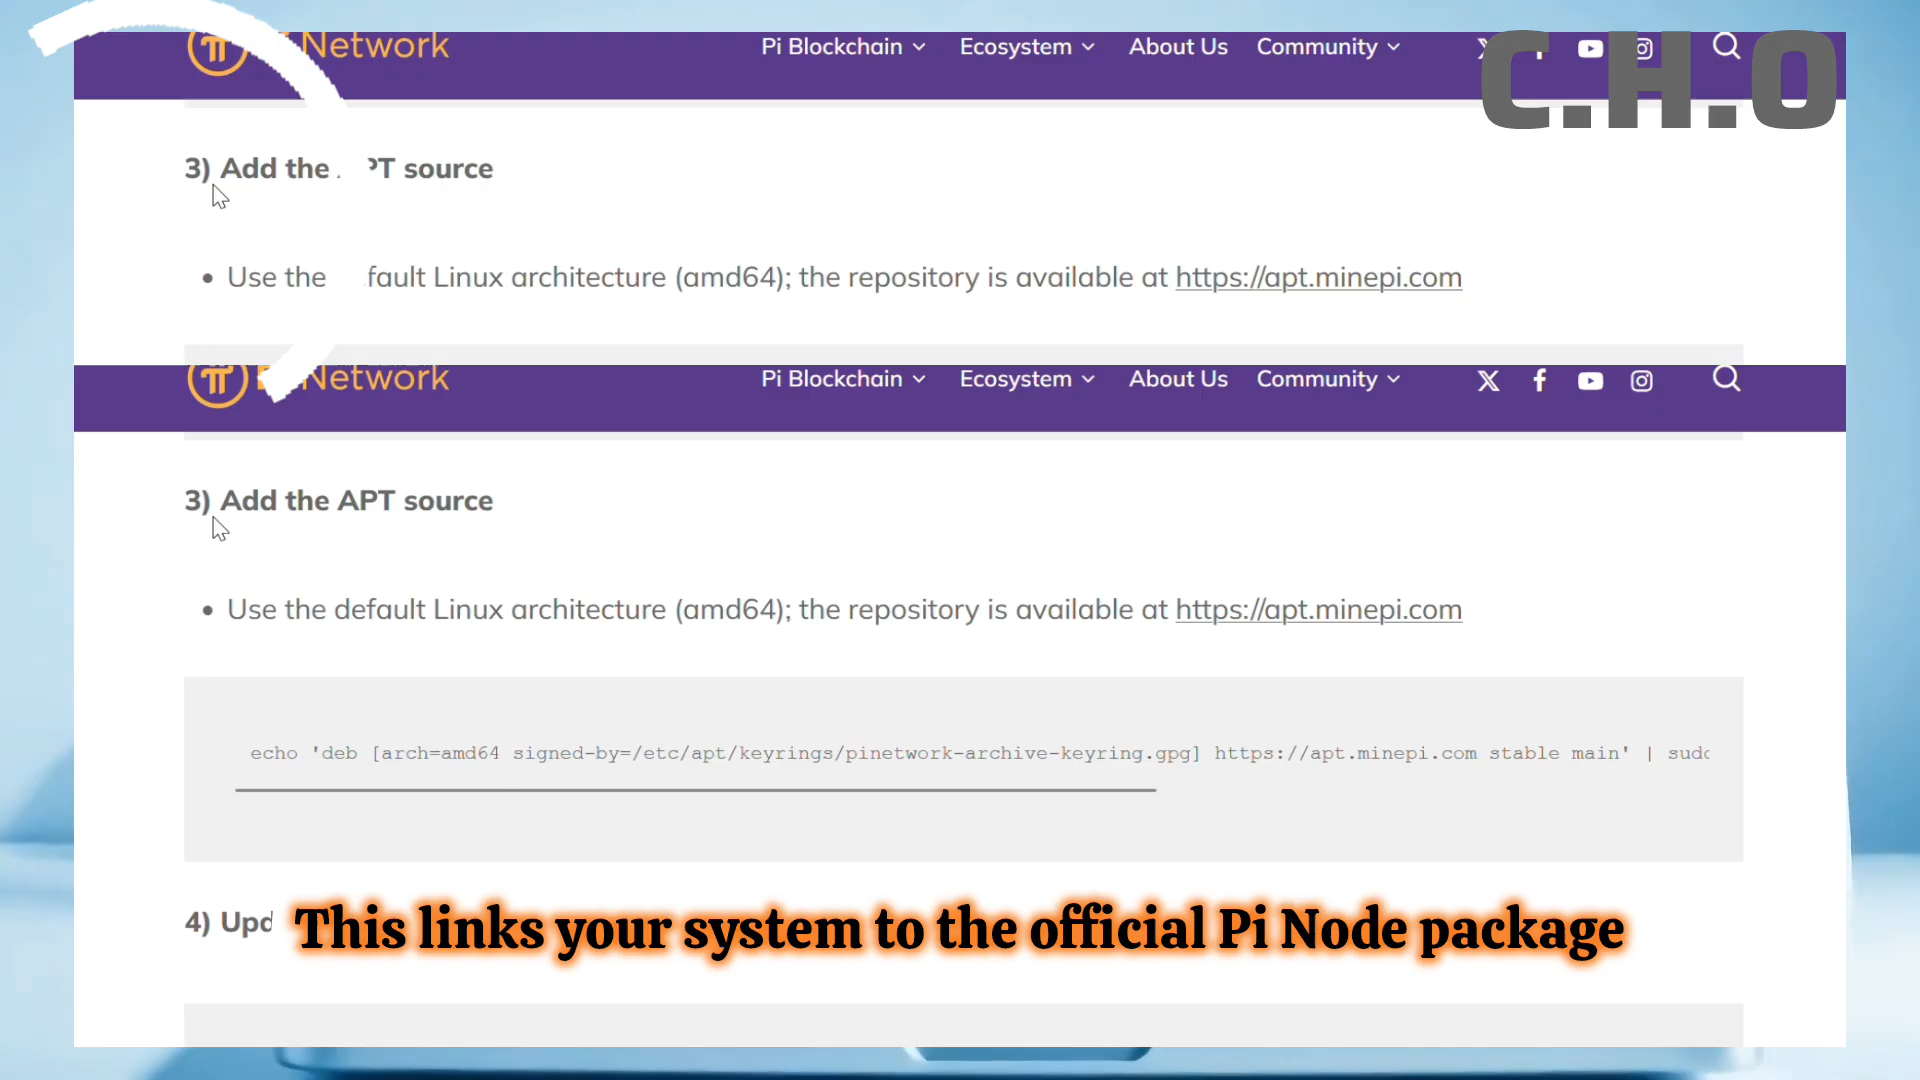 Network
Pi Blockchain
Ecosystem
About Us
Community
C.H.O
3) Add the PT source
Use the fault Linux architecture (amd64); the repository is available at https://apt.minepi.com
Network
Pi Blockchain
Ecosystem
About Us
Community
3) Add the APT source
Use the default Linux architecture (amd64); the repository is available at https://apt.minepi.com
echo 'deb [arch=amd64 signed-by=/etc/apt/keyrings/pinetwork-archive-keyring.gpg] https://apt.minepi.com stable main' | sudo
4) Upd
This links your system to the official Pi Node package